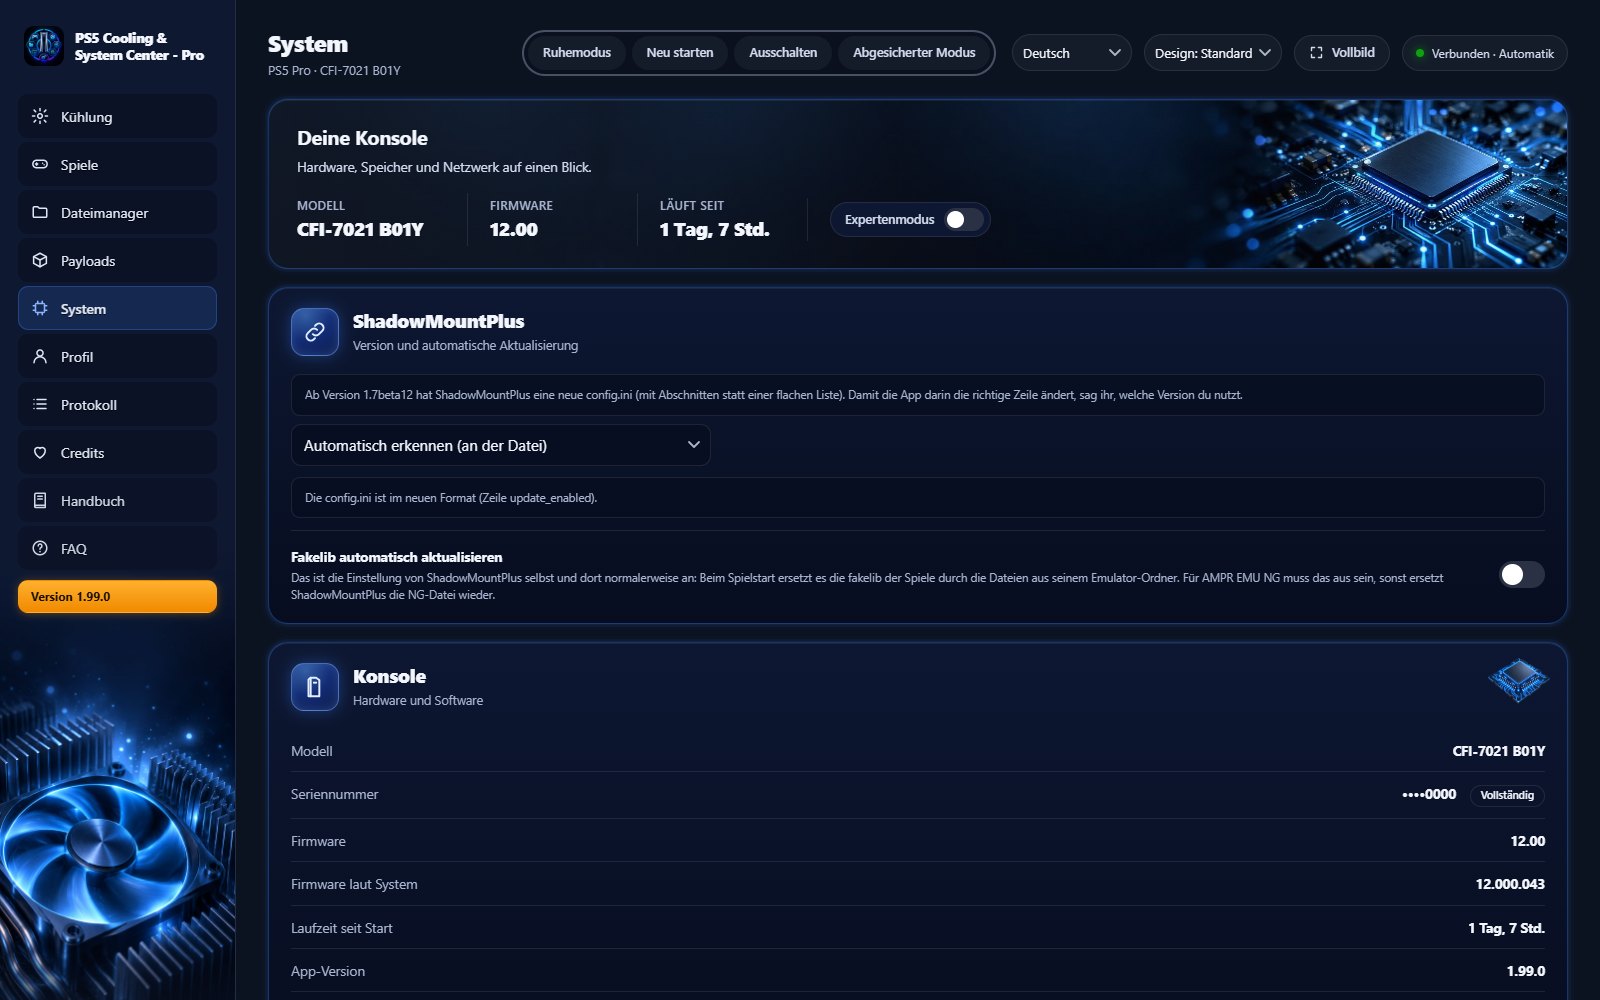 PS5 Cooling &
System Center - Pro
Kühlung
Spiele
Dateimanager
Payloads
System
Profil
Protokoll
Credits
Handbuch
FAQ
Version 1.99.0
System
PS5 Pro · CFI-7021 B01Y
Ruhemodus
Neu starten
Ausschalten
Abgesicherter Modus
Deutsch
Design: Standard
Vollbild
Verbunden · Automatik
Deine Konsole
Hardware, Speicher und Netzwerk auf einen Blick.
MODELL
CFI-7021 B01Y
FIRMWARE
12.00
LÄUFT SEIT
1 Tag, 7 Std.
Expertenmodus
ShadowMountPlus
Version und automatische Aktualisierung
Ab Version 1.7beta12 hat ShadowMountPlus eine neue config.ini (mit Abschnitten statt einer flachen Liste). Damit die App darin die richtige Zeile ändert, sag ihr, welche Version du nutzt.
Automatisch erkennen (an der Datei)
Die config.ini ist im neuen Format (Zeile update_enabled).
Fakelib automatisch aktualisieren
Das ist die Einstellung von ShadowMountPlus selbst und dort normalerweise an: Beim Spielstart ersetzt es die fakelib der Spiele durch die Dateien aus seinem Emulator-Ordner. Für AMPR EMU NG muss das aus sein, sonst ersetzt
ShadowMountPlus die NG-Datei wieder.
Konsole
Hardware und Software
Modell
CFI-7021 B01Y
Seriennummer
••••0000
Vollständig
Firmware
12.00
Firmware laut System
12.000.043
Laufzeit seit Start
1 Tag, 7 Std.
App-Version
1.99.0